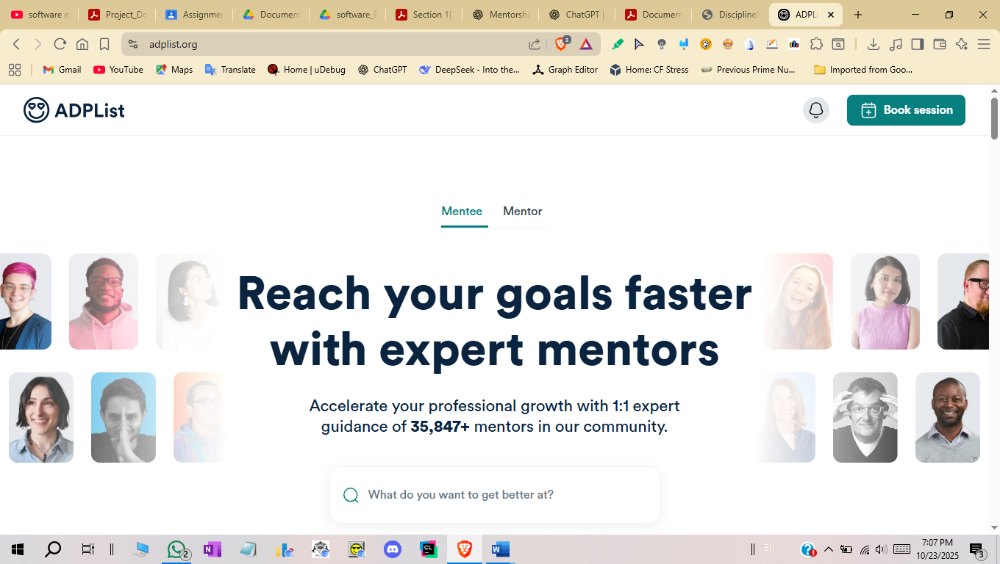 software e
Project_Do
Assignmen
Document
software_E
Section 1[
Mentorshi
ChatGPT |
Document
Discipline
ADPLi
adplist.org
3
Gmail
YouTube
Maps
Translate
Home | uDebug
ChatGPT
DeepSeek - Into the...
Graph Editor
Home: CF Stress
Previous Prime Nu...
Imported from Goo...
ADPList
Book session
Mentee
Mentor
Reach your goals faster
with expert mentors
Accelerate your professional growth with 1:1 expert
guidance of 35,847+ mentors in our community.
What do you want to get better at?
2
N
CL
W
EN
7:07 PM
10/23/2025
3